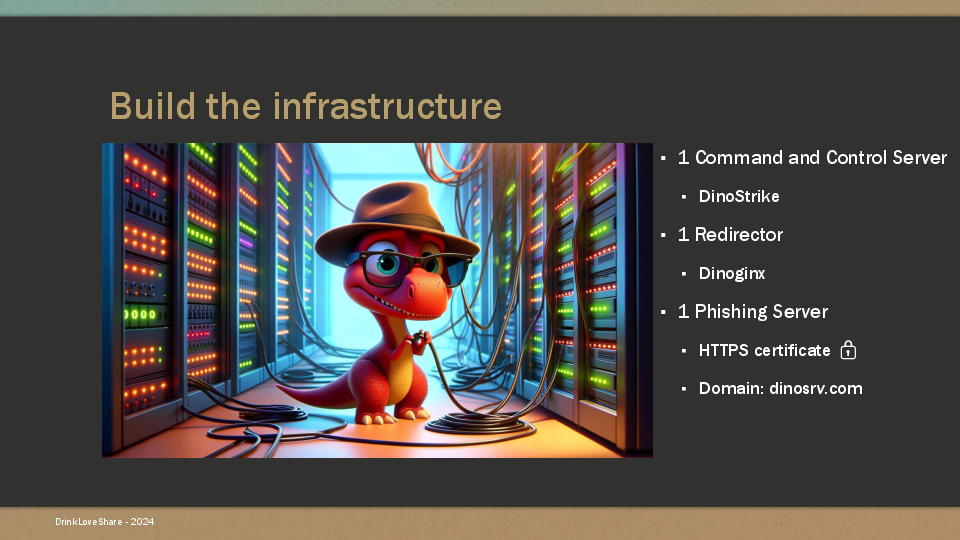 Build the infrastructure
1 Command and Control Server
DinoStrike
1 Redirector
Dinoginx
1 Phishing Server
HTTPS certificate
Domain: dinosrv.com
DrinkLoveShare - 2024